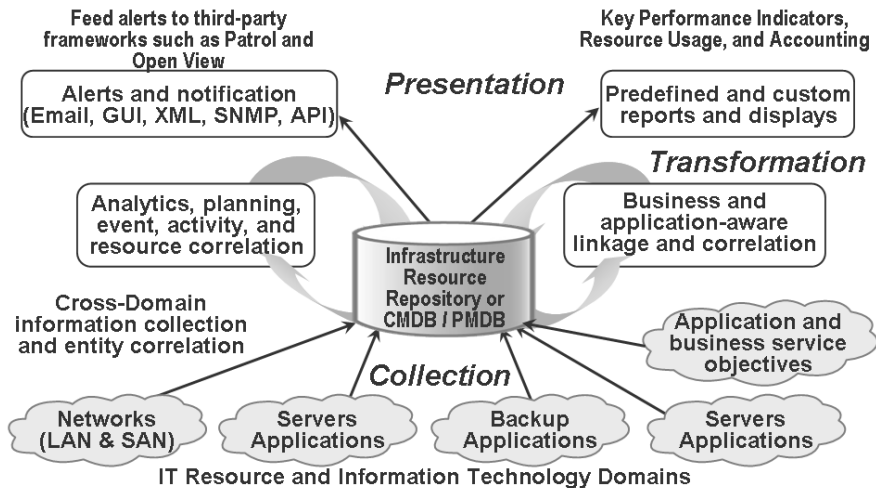 Feed alerts to third-party
frameworks such as Patrol and
Open View
Key Performance Indicators,
Resource Usage, and Accounting
Presentation
Alerts and notification
(Email, GUI, XML, SNMP, API)
Predefined and custom
reports and displays
Transformation
Analytics, planning,
event, activity, and
resource correlation
Business and
application-aware
linkage and correlation
Infrastructure
Resource
Repository or
CMDB / PMDB
Cross-Domain
information collection
and entity correlation
Application and
business service
objectives
Collection
Networks
(LAN & SAN)
Servers
Applications
Backup
Applications
Servers
Applications
IT Resource and Information Technology Domains